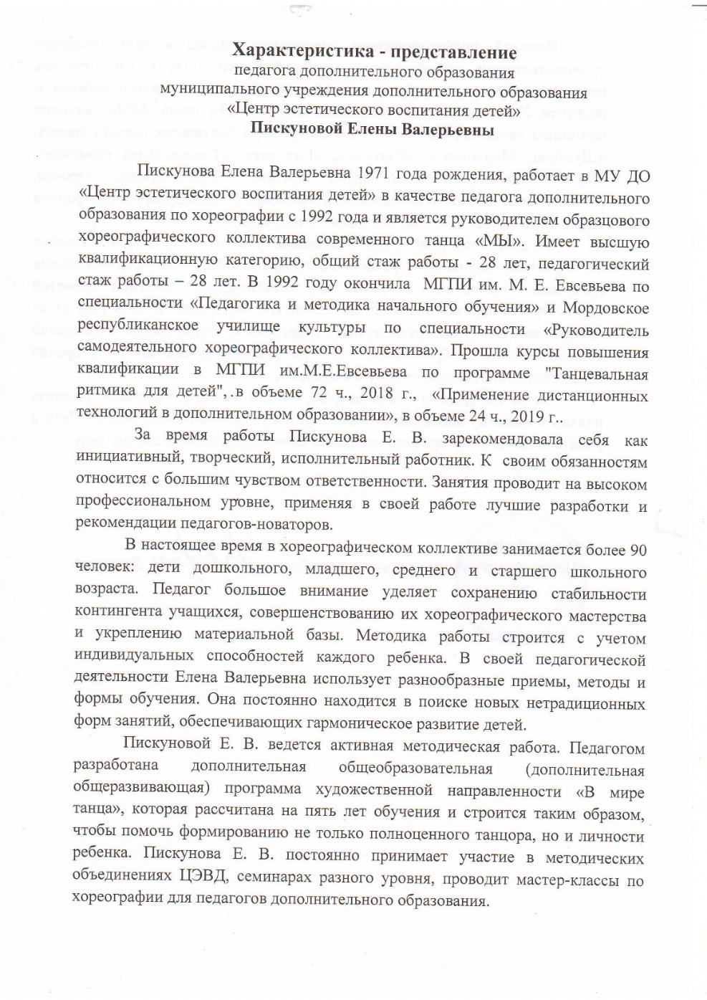 Характеристика - представление
педагога дополнительного образования
муниципального учреждения дополнительного образования
«Центр эстетического воспитания детей»
Пискуновой Елены Валерьевны
Пискунова Елена Валерьевна 1971 года рождения, работает в МУ ДО
«Центр эстетического воспитания детей» в качестве педагога дополнительного
образования по хореографии с 1992 года и является руководителем образцового
хореографического коллектива современного танца «МЫ». Имеет высшую
квалификационную категорию, общий стаж работы - 28 лет, педагогический
стаж работы – 28 лет. В 1992 году окончила МГПИ им. М. Е. Евсевьева по
специальности «Педагогика и методика начального обучения» и Мордовское
республиканское училище культуры по специальности «Руководитель
самодеятельного хореографического коллектива». Прошла курсы повышения
квалификации в МГПИ им.М.Е.Евсевьева по программе "Танцевальная
ритмика для детей", в объеме 72 ч., 2018 г., «Применение дистанционных
технологий в дополнительном образовании», в объеме 24 ч., 2019 г..
За время работы Пискунова Е. В. зарекомендовала себя как
инициативный, творческий, исполнительный работник. К своим обязанностям
относится с большим чувством ответственности. Занятия проводит на высоком
профессиональном уровне, применяя в своей работе лучшие разработки и
рекомендации педагогов-новаторов.
В настоящее время в хореографическом коллективе занимается более 90
человек: дети дошкольного, младшего, среднего и старшего школьного
возраста. Педагог большое внимание уделяет сохранению стабильности
контингента учащихся, совершенствованию их хореографического мастерства
и укреплению материальной базы. Методика работы строится с учетом
индивидуальных способностей каждого ребенка. В своей педагогической
деятельности Елена Валерьевна использует разнообразные приемы, методы и
формы обучения. Она постоянно находится в поиске новых нетрадиционных
форм занятий, обеспечивающих гармоническое развитие детей.
Пискуновой Е. В. ведется активная методическая работа. Педагогом
разработана дополнительная общеобразовательная (дополнительная
общеразвивающая) программа художественной направленности «В мире
танца», которая рассчитана на пять лет обучения и строится таким образом,
чтобы помочь формированию не только полноценного танцора, но и личности
ребенка. Пискунова Е. В. постоянно принимает участие в методических
объединениях ЦЭВД, семинарах разного уровня, проводит мастер-классы по
хореографии для педагогов дополнительного образования.